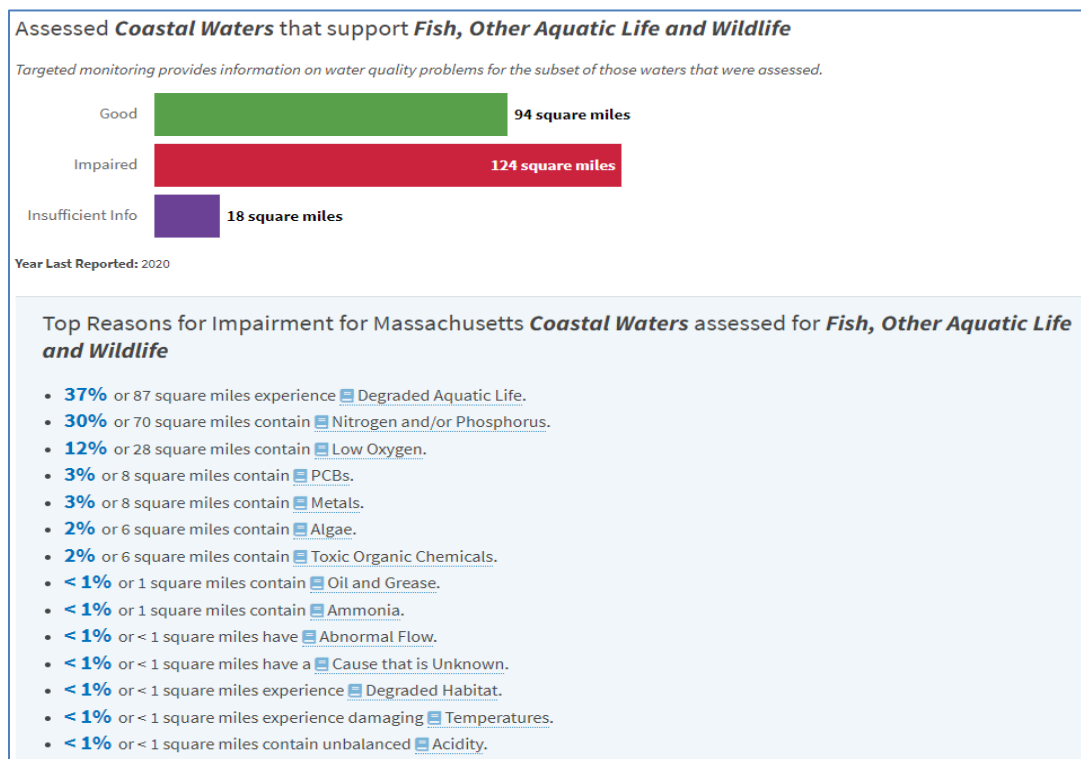 Assessed Coastal Waters that support Fish, Other Aquatic Life and Wildlife
Targeted monitoring provides information on water quality problems for the subset of those waters that were assessed.
Good 94 square miles
Impaired 124 square miles
Insufficient Info 18 square miles
Year Last Reported: 2020
Top Reasons for Impairment for Massachusetts Coastal Waters assessed for Fish, Other Aquatic Life
and Wildlife
• 37% or 87 square miles experience Degraded Aquatic Life.
• 30% or 70 square miles contain Nitrogen and/or Phosphorus.
• 12% or 28 square miles contain Low Oxygen.
• 3% or 8 square miles contain PCBs.
• 3% or 8 square miles contain Metals.
• 2% or 6 square miles contain Algae.
• 2% or 6 square miles contain Toxic Organic Chemicals.
• < 1% or 1 square miles contain Oil and Grease.
• < 1% or 1 square miles contain Ammonia.
• < 1% or < 1 square miles have Abnormal Flow.
• < 1% or < 1 square miles have a Cause that is Unknown.
• < 1% or < 1 square miles experience Degraded Habitat.
• < 1% or < 1 square miles experience damaging Temperatures.
• < 1% or < 1 square miles contain unbalanced Acidity.